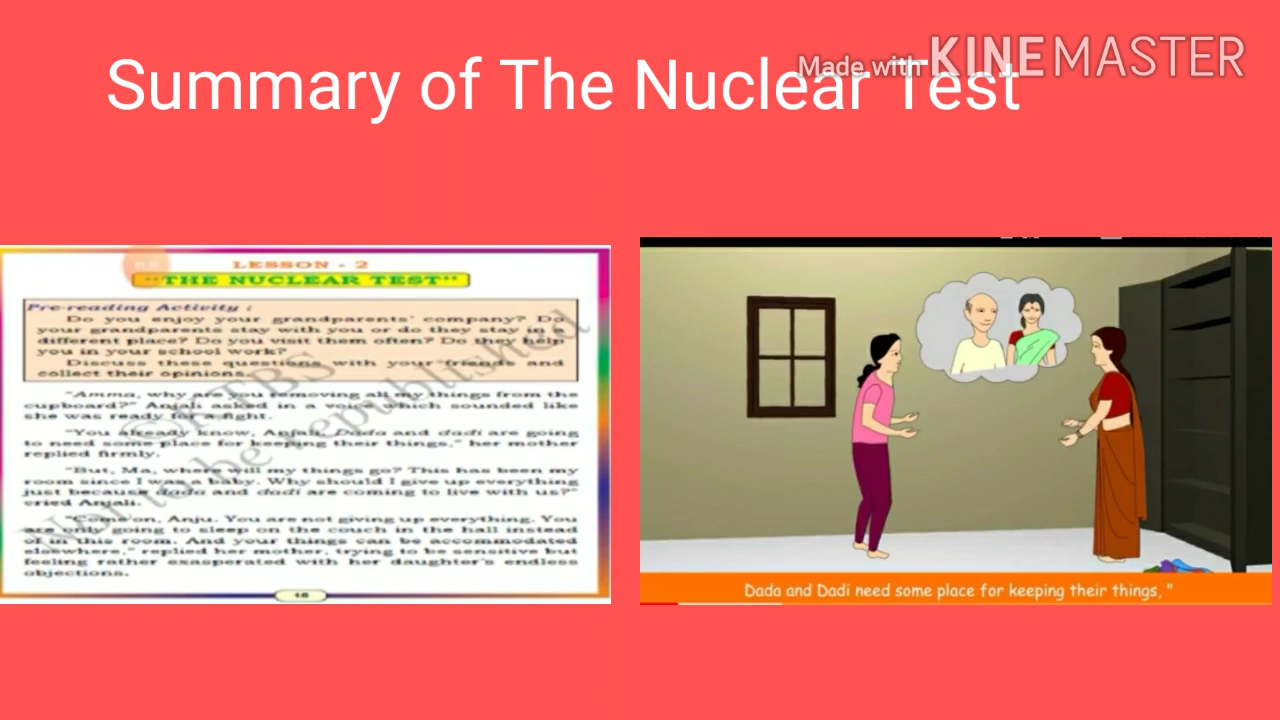 Made with KINEMASTER
Summary of The Nuclear Test
LESSON - 2
"THE NUCLEAR TEST"
Pre-reading Activity :
Do you enjoy your grandparents' company? Do
your grandparents stay with you or do they stay in a
different place? Do you visit them often? Do they help
you in your school work?
Discuss these questions with your friends and
collect their opinions.
"Amma, why are you removing all my things from the
cupboard?" Anjali asked in a voice which sounded like
she was ready for a fight.
"You already know, Anjali. Dada and dadi are going
to need some place for keeping their things," her mother
replied firmly.
"But, Ma, where will my things go? This has been my
room since I was a baby. Why should I give up everything
just because dada and dadi are coming to live with us?"
cried Anjali.
"Come on, Anju. You are not giving up everything. You
are only going to sleep on the couch in the hall instead
of in this room. And your things can be accommodated
elsewhere," replied her mother, trying to be sensitive but
feeling rather exasperated with her daughter's endless
objections.
KTBS
Not to be republished
Dada and Dadi need some place for keeping their things, "